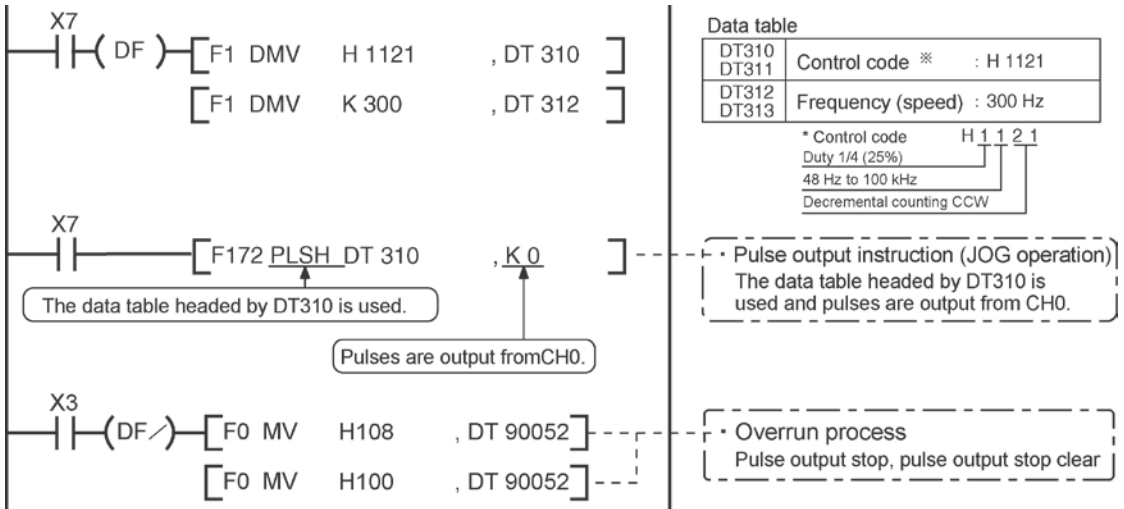 X7
( DF ) F1 DMV H 1121 , DT 310
F1 DMV K 300 , DT 312
X7
F172 PLSH DT 310 , K 0
The data table headed by DT310 is used.
Pulses are output fromCH0.
X3
(DF/) F0 MV H108 , DT 90052
F0 MV H100 , DT 90052
Data table
DT310
DT311
Control code ※ : H 1121
DT312
DT313
Frequency (speed) : 300 Hz
* Control code H 1 1 2 1
Duty 1/4 (25%)
48 Hz to 100 kHz
Decremental counting CCW
· Pulse output instruction (JOG operation)
The data table headed by DT310 is
used and pulses are output from CH0.
· Overrun process
Pulse output stop, pulse output stop clear